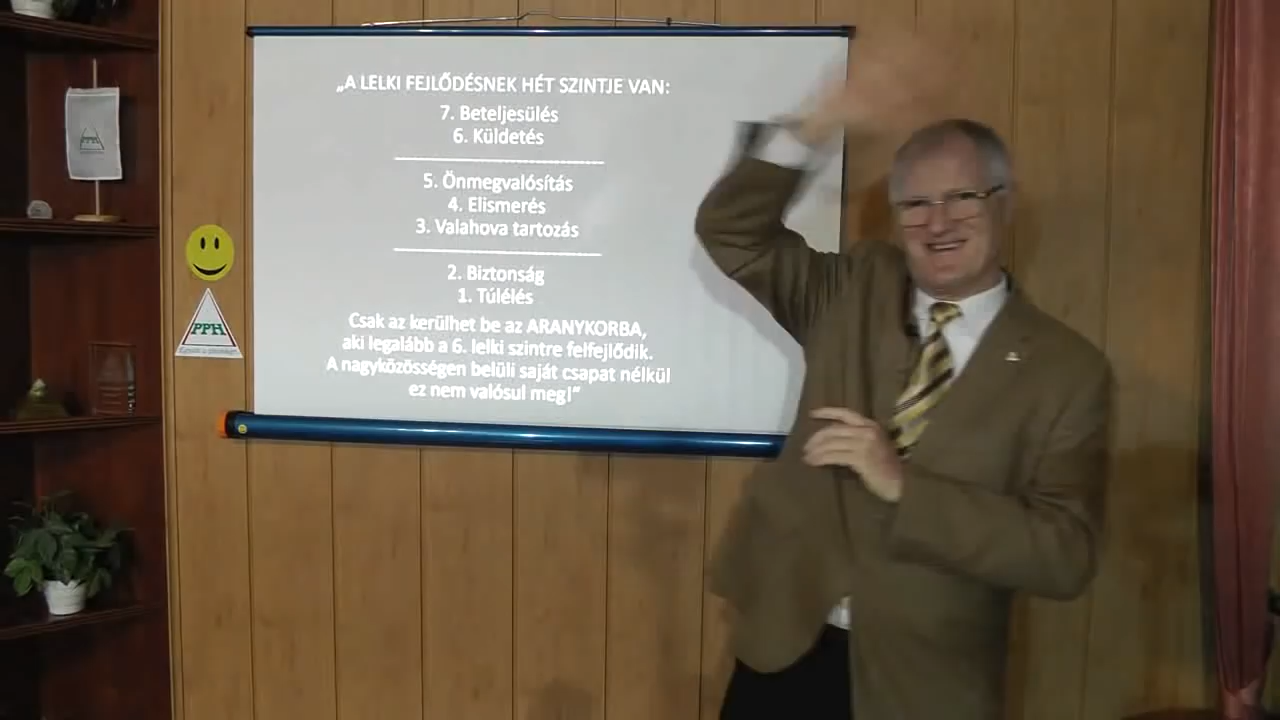 „A LELKI FEJLŐDÉSNEK HÉT SZINTJE VAN:
7. Beteljesülés
6. Küldetés
5. Önmegvalósítás
4. Elismerés
3. Valahova tartozás
2. Biztonság
1. Túlélés
Csak az kerülhet be az ARANYKORBA,
aki legalább a 6. lelki szintre felfejlődik.
A nagyközösségen belüli saját csapat nélkül
ez nem valósul meg!”
PPH